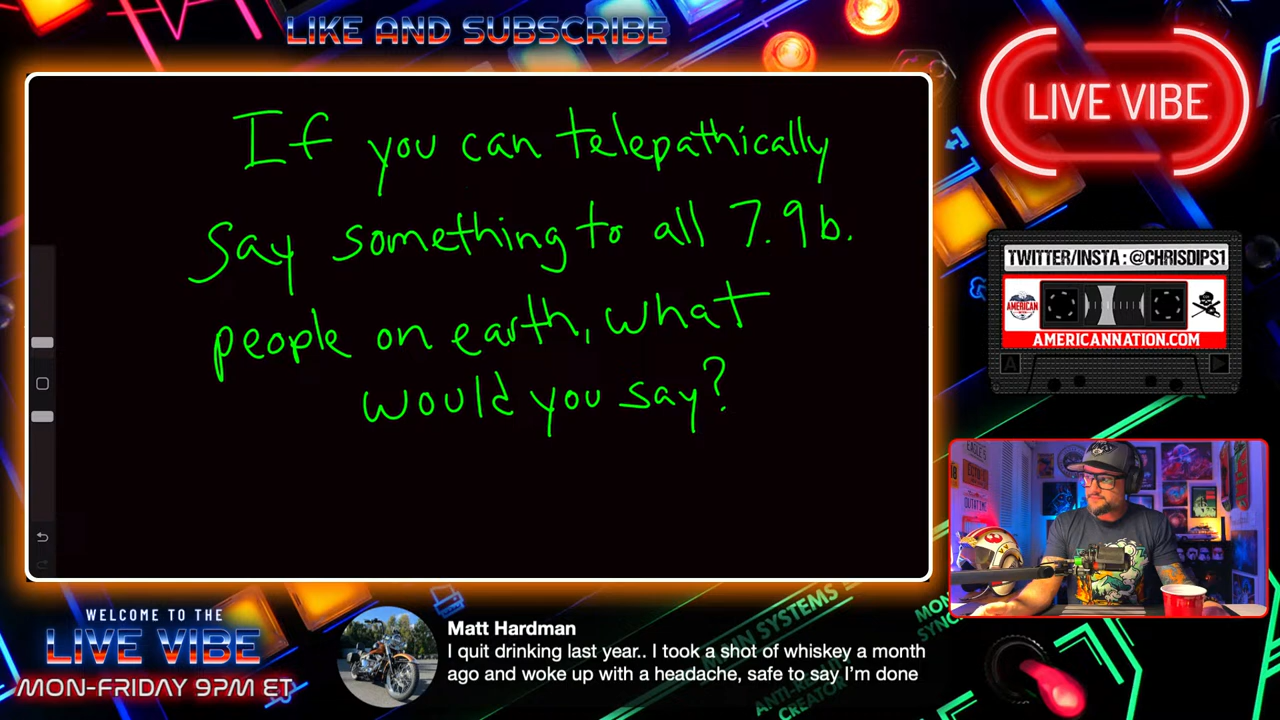 LIKE AND SUBSCRIBE
LIVE VIBE
If you can telepathically
say something to all 7.9b.
people on earth, what
would you say?
TWITTER/INSTA : @CHRISDIPS1
AMERICAN
AMERICANNATION.COM
A
WELCOME TO THE
LIVE VIBE
MON-FRIDAY 9PM ET
Matt Hardman
I quit drinking last year.. I took a shot of whiskey a month
ago and woke up with a headache, safe to say I'm done
SYSTEMS
CREATOR
OUTATIME